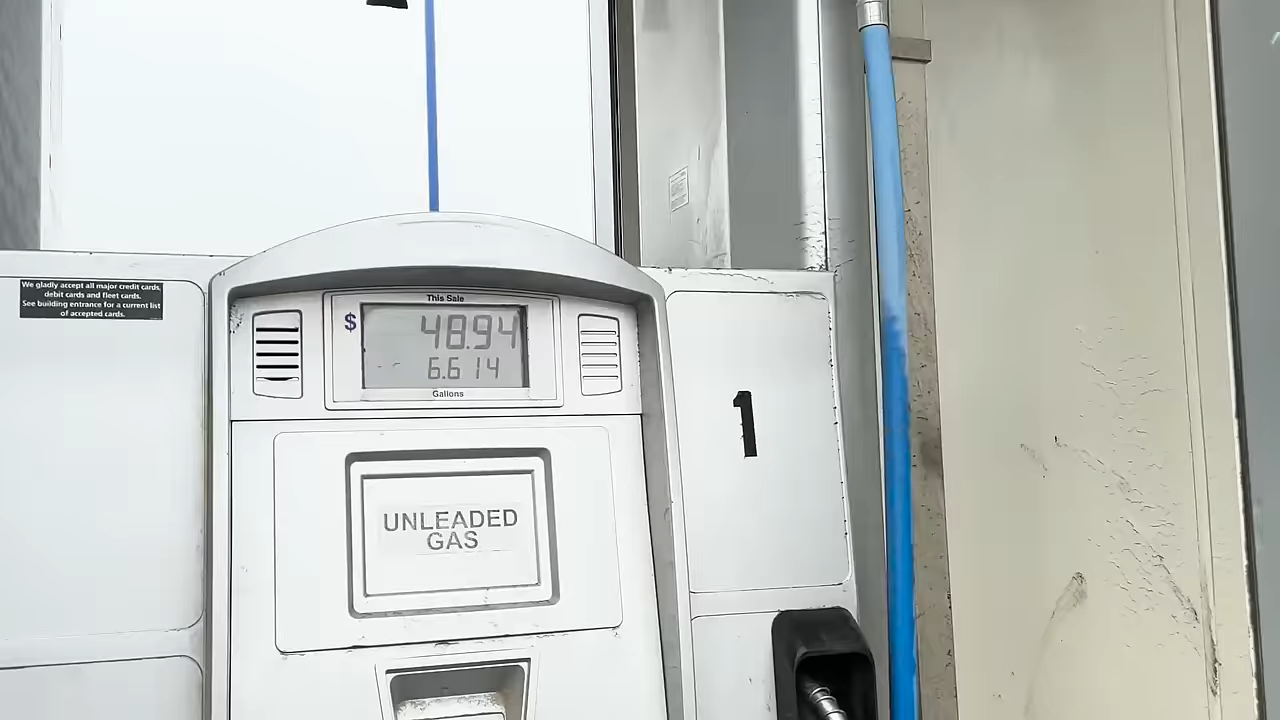 We gladly accept all major credit cards,
debit cards and fleet cards.
See building entrance for a current list
of accepted cards.
This Sale
$ 48.94
6.614
Gallons
1
UNLEADED
GAS